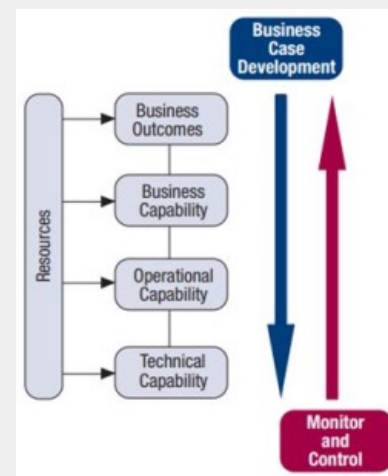 Business
Case
Development
Resources
Business
Outcomes
Business
Capability
Operational
Capability
Technical
Capability
Monitor
and
Control